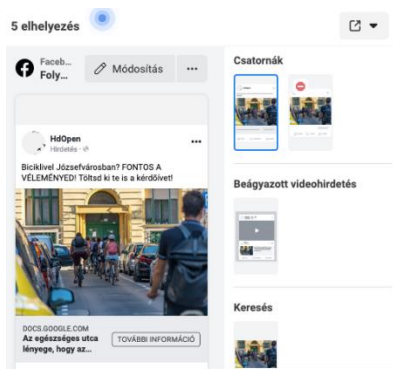 5 elhelyezés
Faceb...
Foly...
Módosítás
...
HdOpen
Hirdetés ·
...
Biciklivel Józsefvárosban? FONTOS A
VÉLEMÉNYED! Töltsd ki te is a kérdőívet!
DOCS.GOOGLE.COM
Az egészséges utca
lényege, hogy az...
TOVÁBBI INFORMÁCIÓ
Csatornák
Beágyazott videohirdetés
Keresés